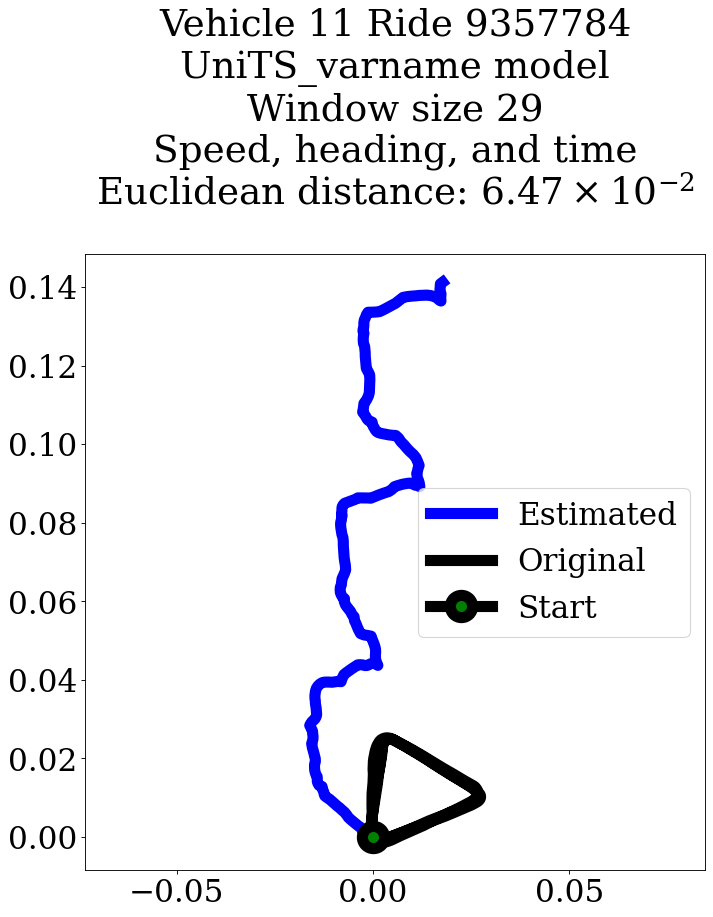 Vehicle 11 Ride 9357784
UniTS_varname model
Window size 29
Speed, heading, and time
Euclidean distance: 6.47 × 10⁻²
0.14
0.12
0.10
0.08
0.06
0.04
0.02
0.00
Estimated
Original
Start
−0.05 0.00 0.05